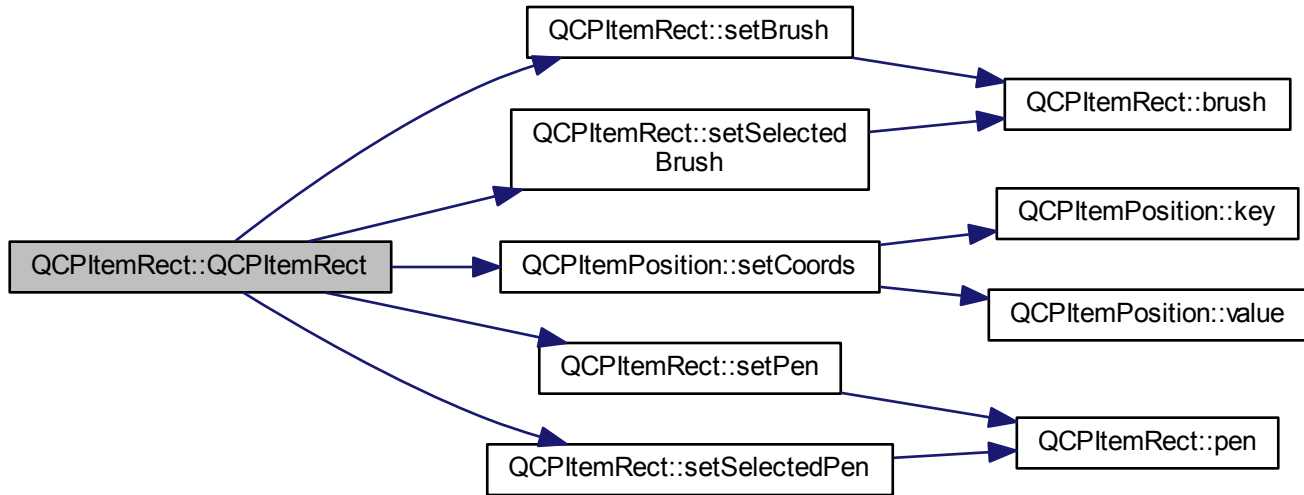 QCPItemRect::setBrush
QCPItemRect::brush
QCPItemRect::setSelected
Brush
QCPItemPosition::key
QCPItemRect::QCPItemRect
QCPItemPosition::setCoords
QCPItemPosition::value
QCPItemRect::setPen
QCPItemRect::pen
QCPItemRect::setSelectedPen